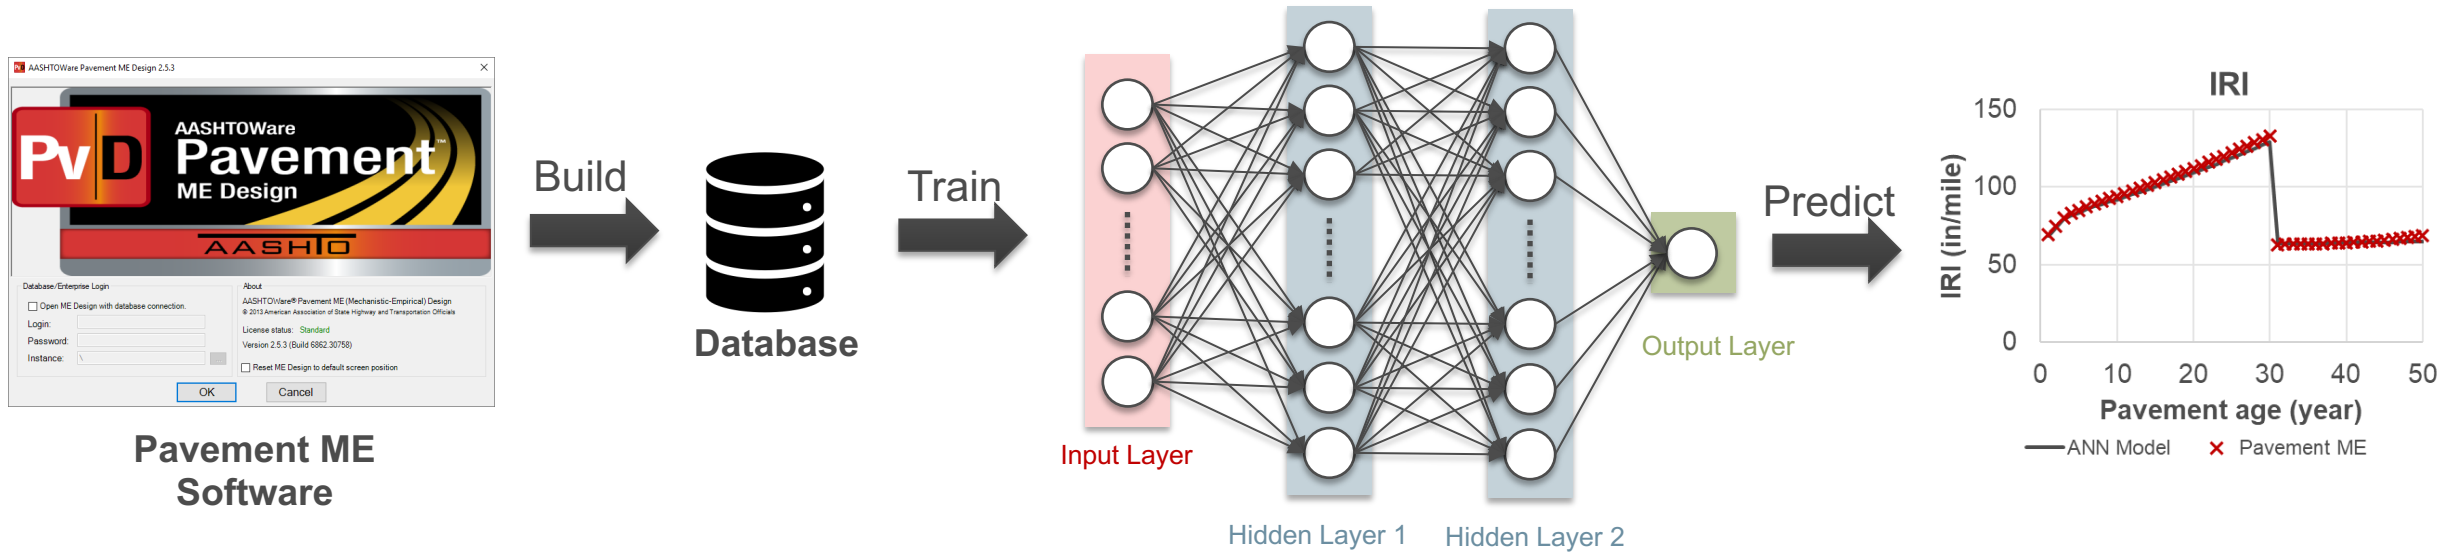 AASHTOWare Pavement ME Design 2.5.3
PvD
AASHTOWare
Pavement™
ME Design
AASHTO
Database/Enterprise Login
Open ME Design with database connection.
Login:
Password:
Instance: \
About
AASHTOWare® Pavement ME (Mechanistic-Empirical) Design
© 2013 American Association of State Highway and Transportation Officials
License status: Standard
Version 2.5.3 (Build 6862.30758)
Reset ME Design to default screen position
OK
Cancel
Pavement ME
Software
Build
Database
Train
Input Layer
Hidden Layer 1
Hidden Layer 2
Output Layer
Predict
IRI
IRI (in/mile)
150
100
50
0
0 10 20 30 40 50
Pavement age (year)
ANN Model
Pavement ME